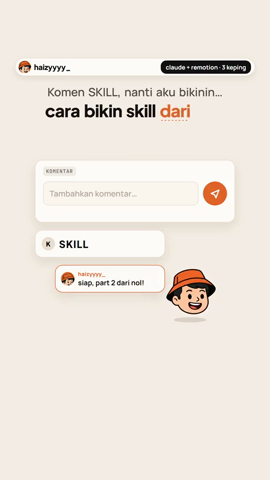 haizyyyy_
claude + remotion · 3 keping
Komen SKILL, nanti aku bikinin...
cara bikin skill dari
KOMENTAR
Tambahkan komentar...
K SKILL
haizyyyy_
siap, part 2 dari nol!